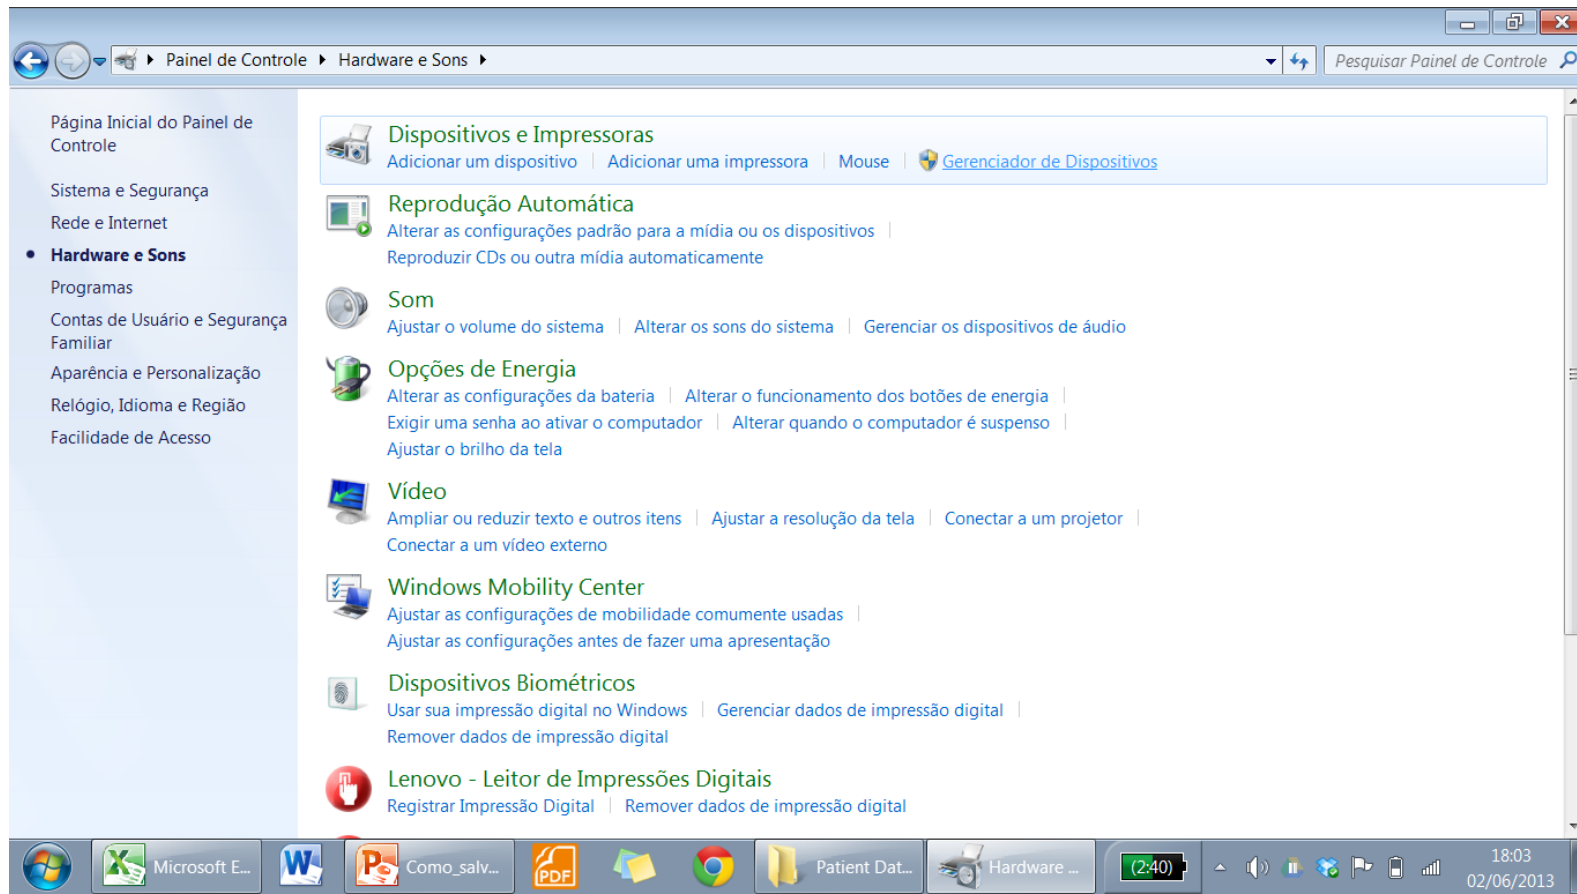 Painel de Controle Hardware e Sons
Pesquisar Painel de Controle
Página Inicial do Painel de
Controle
Sistema e Segurança
Rede e Internet
Hardware e Sons
Programas
Contas de Usuário e Segurança
Familiar
Aparência e Personalização
Relógio, Idioma e Região
Facilidade de Acesso
Dispositivos e Impressoras
Adicionar um dispositivo Adicionar uma impressora Mouse Gerenciador de Dispositivos
Reprodução Automática
Alterar as configurações padrão para a mídia ou os dispositivos
Reproduzir CDs ou outra mídia automaticamente
Som
Ajustar o volume do sistema Alterar os sons do sistema Gerenciar os dispositivos de áudio
Opções de Energia
Alterar as configurações da bateria Alterar o funcionamento dos botões de energia
Exigir uma senha ao ativar o computador Alterar quando o computador é suspenso
Ajustar o brilho da tela
Vídeo
Ampliar ou reduzir texto e outros itens Ajustar a resolução da tela Conectar a um projetor
Conectar a um vídeo externo
Windows Mobility Center
Ajustar as configurações de mobilidade comumente usadas
Ajustar as configurações antes de fazer uma apresentação
Dispositivos Biométricos
Usar sua impressão digital no Windows Gerenciar dados de impressão digital
Remover dados de impressão digital
Lenovo - Leitor de Impressões Digitais
Registrar Impressão Digital Remover dados de impressão digital
Microsoft E... Como_salv... PDF Patient Dat... Hardware ... (2:40) 18:03
02/06/2013